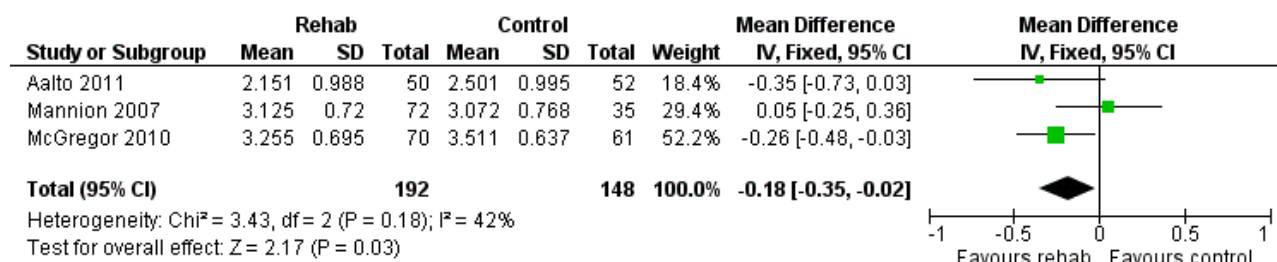 Rehab Control Mean Difference Mean Difference
Study or Subgroup Mean SD Total Mean SD Total Weight IV, Fixed, 95% CI IV, Fixed, 95% CI
Aalto 2011 2.151 0.988 50 2.501 0.995 52 18.4% -0.35 [-0.73, 0.03]
Mannion 2007 3.125 0.72 72 3.072 0.768 35 29.4% 0.05 [-0.25, 0.36]
McGregor 2010 3.255 0.695 70 3.511 0.637 61 52.2% -0.26 [-0.48, -0.03]
Total (95% CI) 192 148 100.0% -0.18 [-0.35, -0.02]
Heterogeneity: Chi² = 3.43, df = 2 (P = 0.18); I² = 42%
Test for overall effect: Z = 2.17 (P = 0.03)
-1 -0.5 0 0.5 1
Favours rehab Favours control